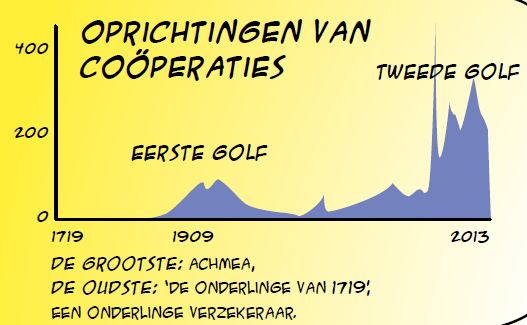 OPRICHTINGEN VAN
COÖPERATIES
400
TWEEDE GOLF
200
EERSTE GOLF
0
1719 1909 2013
DE GROOTSTE: ACHMEA,
DE OUDSTE: 'DE ONDERLINGE VAN 1719',
EEN ONDERLINGE VERZEKERAAR.